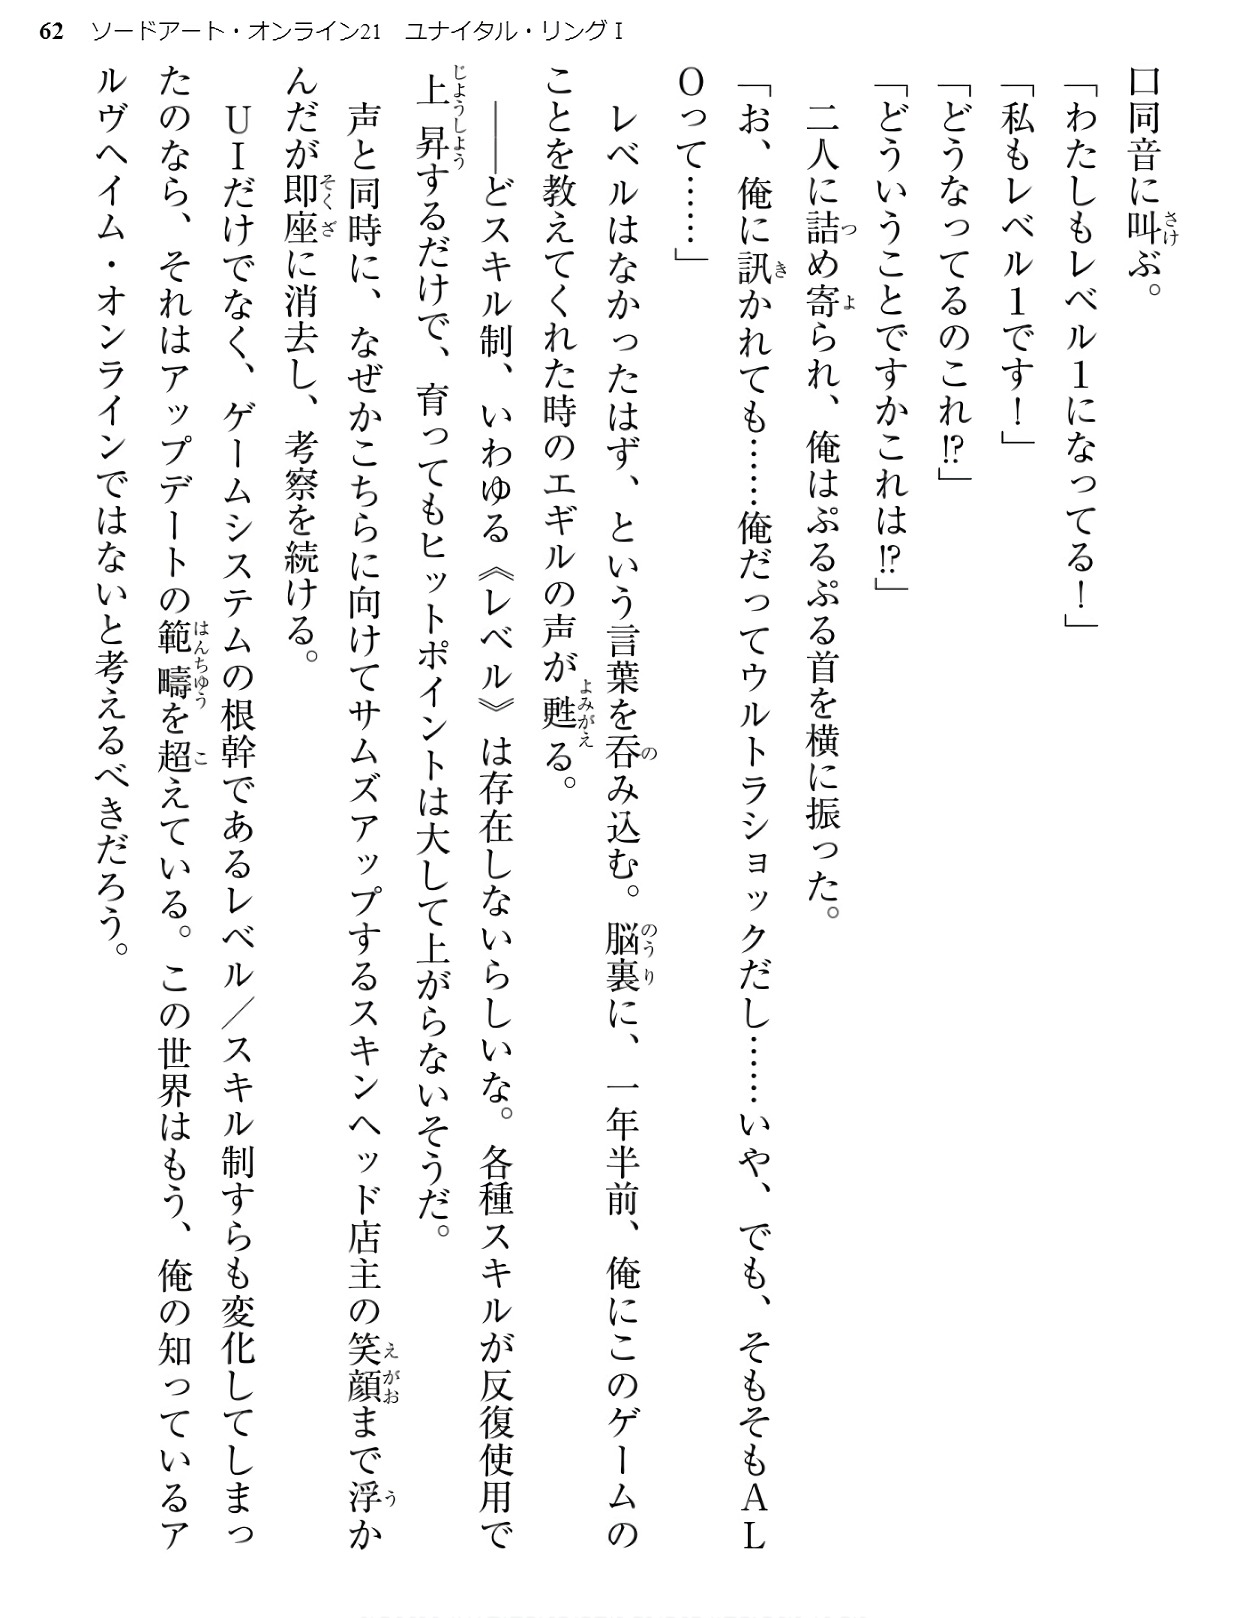 62 ソードアート・オンライン21 ユナイタル・リングⅠ
口同音に叫ぶ。
「わたしもレベル１になってる！」
「私もレベル１です！」
「どうなってるのこれ⁉」
「どういうことですかこれは⁉」
　二人に詰め寄られ、俺はぷるぷる首を横に振った。
「お、俺に訊かれても……俺だってウルトラショックだし……いや、でも、そもそもＡＬ
Ｏって……」
　レベルはなかったはず、という言葉を呑み込む。脳裏に、一年半前、俺にこのゲームの
ことを教えてくれた時のエギルの声が甦る。
　――どスキル制、いわゆる《レベル》は存在しないらしいな。各種スキルが反復使用で
上昇するだけで、育ってもヒットポイントは大して上がらないそうだ。
　声と同時に、なぜかこちらに向けてサムズアップするスキンヘッド店主の笑顔まで浮か
んだが即座に消去し、考察を続ける。
　ＵＩだけでなく、ゲームシステムの根幹であるレベル／スキル制すらも変化してしまっ
たのなら、それはアップデートの範疇を超えている。この世界はもう、俺の知っているア
ルヴヘイム・オンラインではないと考えるべきだろう。